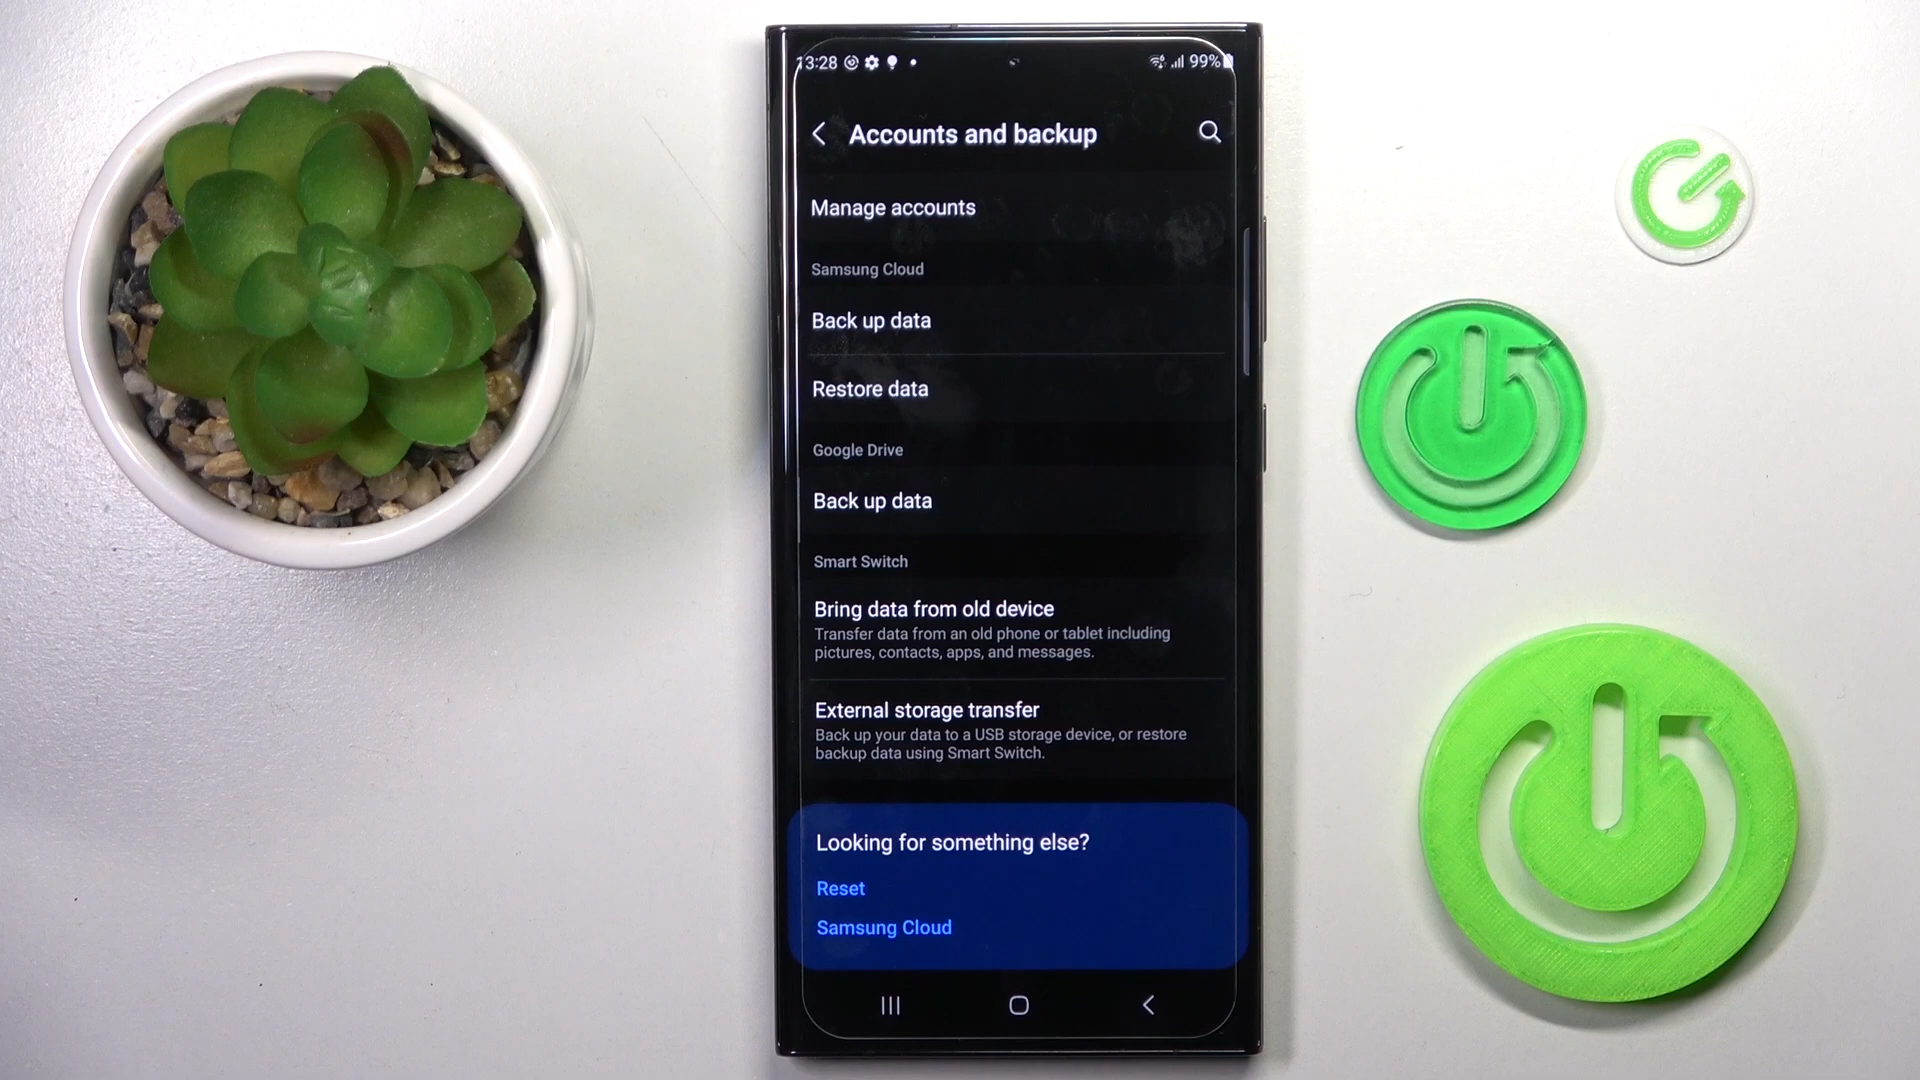 13:28 99%
Accounts and backup
Manage accounts
Samsung Cloud
Back up data
Restore data
Google Drive
Back up data
Smart Switch
Bring data from old device
Transfer data from an old phone or tablet including
pictures, contacts, apps, and messages.
External storage transfer
Back up your data to a USB storage device, or restore
backup data using Smart Switch.
Looking for something else?
Reset
Samsung Cloud